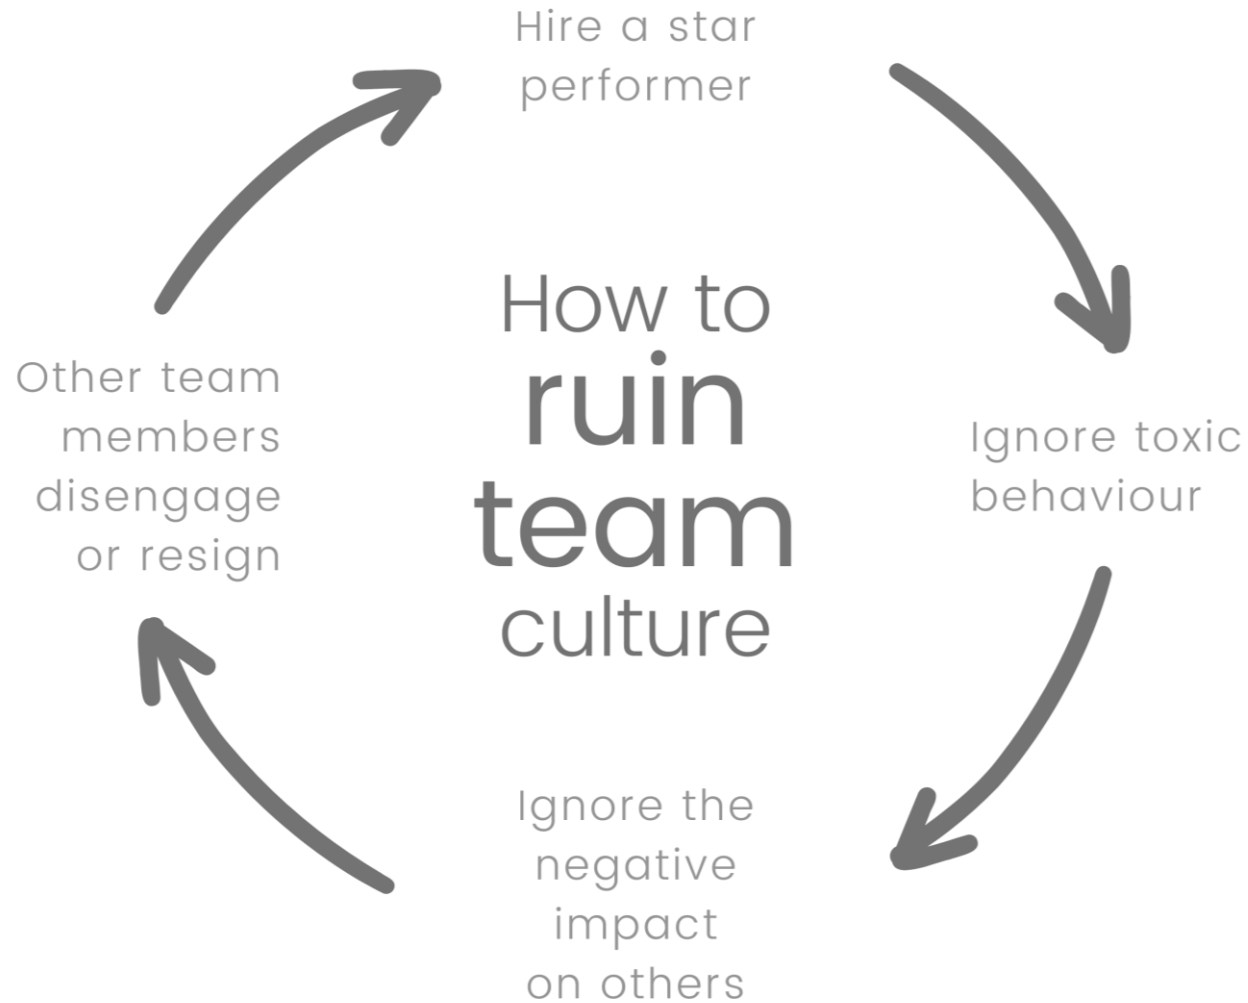 Hire a star
performer
How to
ruin
team
culture
Ignore toxic
behaviour
Ignore the
negative
impact
on others
Other team
members
disengage
or resign